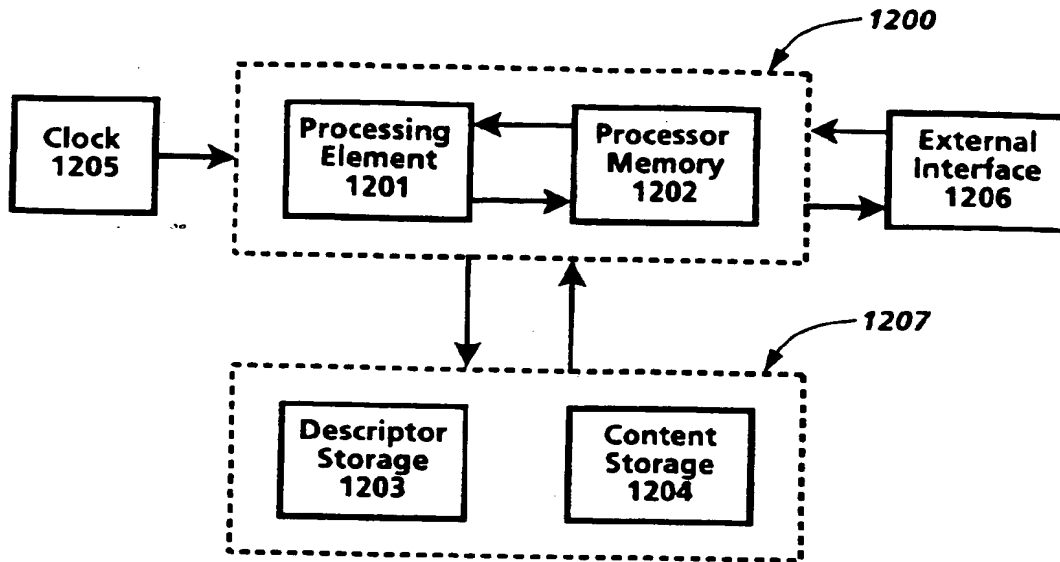 1200
Clock
1205
Processing
Element
1201
Processor
Memory
1202
External
Interface
1206
1207
Descriptor
Storage
1203
Content
Storage
1204